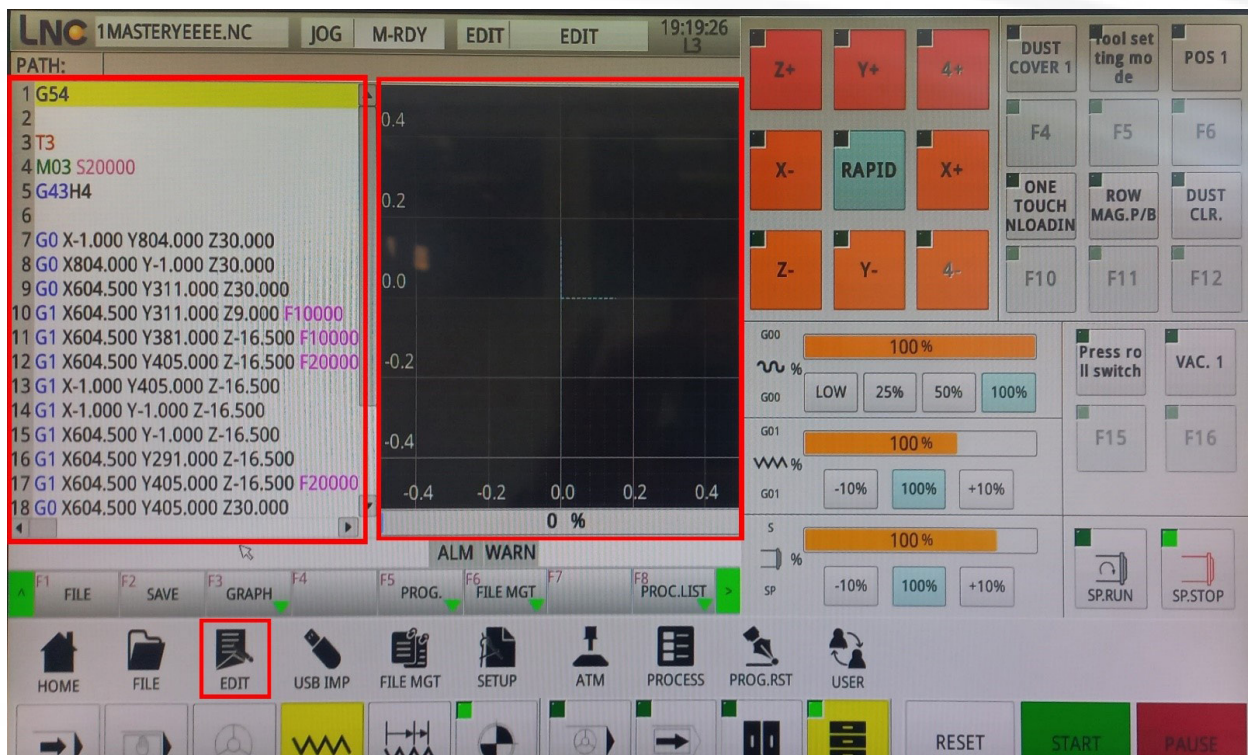 LNC 1MASTERYEEEE.NC JOG M-RDY EDIT EDIT 19:19:26
L3
PATH:
1 G54
2
3 T3
4 M03 S20000
5 G43H4
6
7 G0 X-1.000 Y804.000 Z30.000
8 G0 X804.000 Y-1.000 Z30.000
9 G0 X604.500 Y311.000 Z30.000
10 G1 X604.500 Y311.000 Z9.000 F10000
11 G1 X604.500 Y381.000 Z-16.500 F10000
12 G1 X604.500 Y405.000 Z-16.500 F20000
13 G1 X-1.000 Y405.000 Z-16.500
14 G1 X-1.000 Y-1.000 Z-16.500
15 G1 X604.500 Y-1.000 Z-16.500
16 G1 X604.500 Y291.000 Z-16.500
17 G1 X604.500 Y405.000 Z-16.500 F20000
18 G0 X604.500 Y405.000 Z30.000
0.4
0.2
0.0
-0.2
-0.4
-0.4 -0.2 0.0 0.2 0.4
0 %
ALM WARN
F1 FILE F2 SAVE F3 GRAPH F4 F5 PROG. F6 FILE MGT F7 F8 PROC.LIST >
HOME FILE EDIT USB IMP FILE MGT SETUP ATM PROCESS PROG.RST USER
Z+ Y+ 4+
X- RAPID X+
Z- Y- 4-
DUST
COVER 1
Tool set
ting mo
de
POS 1
F4 F5 F6
ONE
TOUCH
NLOADIN
ROW
MAG.P/B
DUST
CLR.
F10 F11 F12
G00
%
G00
100 %
LOW 25% 50% 100%
G01
%
G01
100 %
-10% 100% +10%
S
%
SP
100 %
-10% 100% +10%
Press ro
ll switch
VAC. 1
F15 F16
SP.RUN SP.STOP
RESET START PAUSE